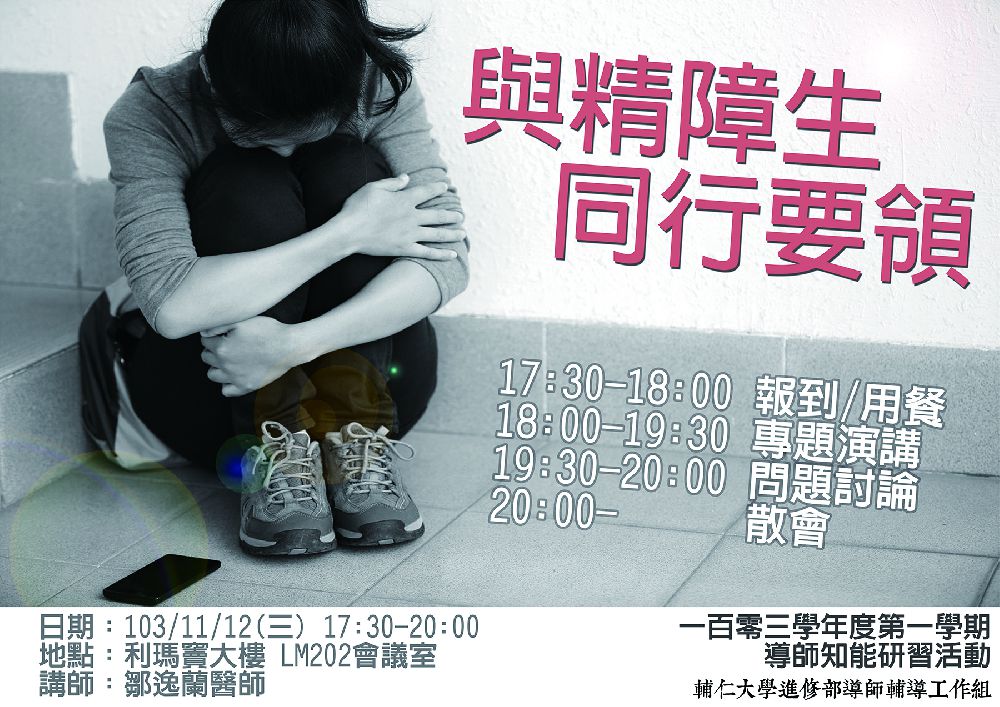 與精障生
同行要領
17:30-18:00 報到/用餐
18:00-19:30 專題演講
19:30-20:00 問題討論
20:00- 散會
日期：103/11/12(三) 17:30-20:00
地點：利瑪竇大樓 LM202會議室
講師：鄒逸蘭醫師
一百零三學年度第一學期
導師知能研習活動
輔仁大學進修部導師輔導工作組